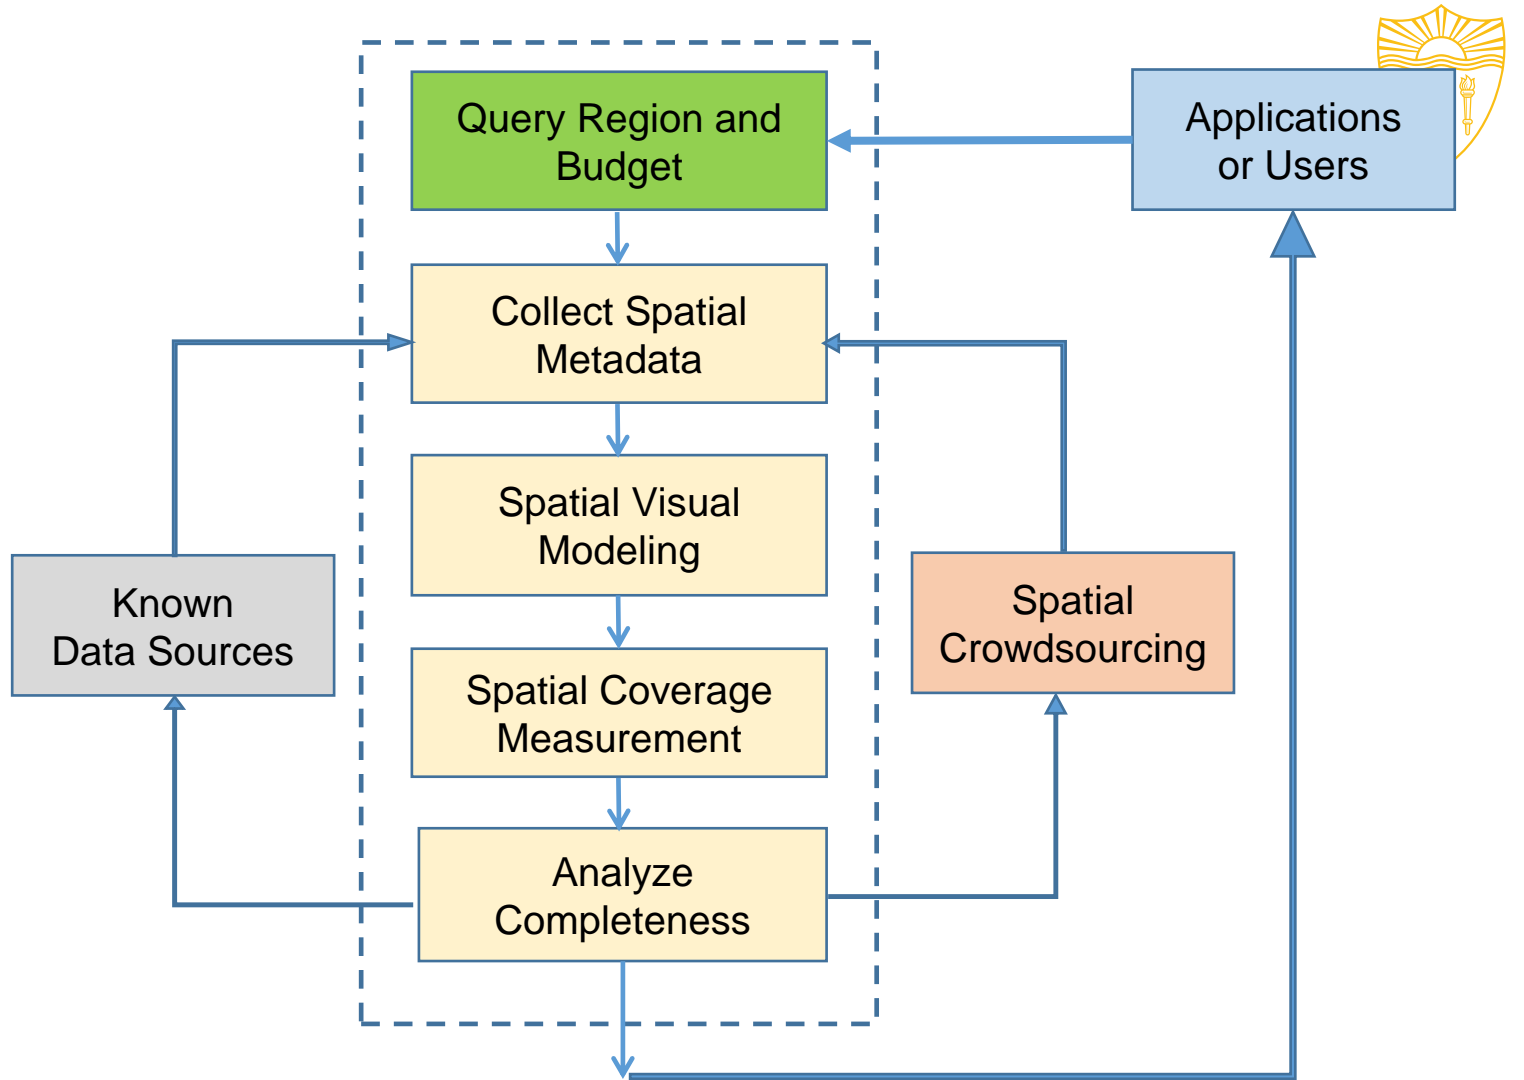 Query Region and
Budget
Applications
or Users
Collect Spatial
Metadata
Spatial Visual
Modeling
Known
Data Sources
Spatial
Crowdsourcing
Spatial Coverage
Measurement
Analyze
Completeness